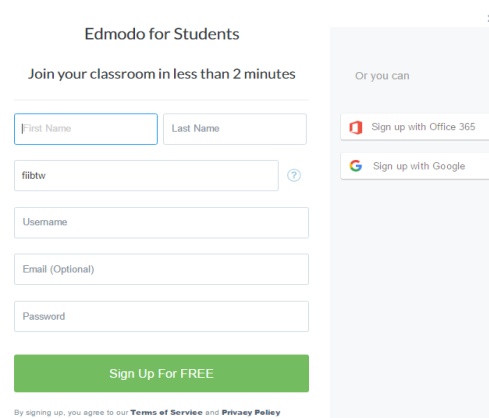 Edmodo for Students
Join your classroom in less than 2 minutes
First Name
Last Name
fiibtw
?
Username
Email (Optional)
Password
Sign Up For FREE
By signing up, you agree to our Terms of Service and Privacy Policy
Or you can
Sign up with Office 365
Sign up with Google